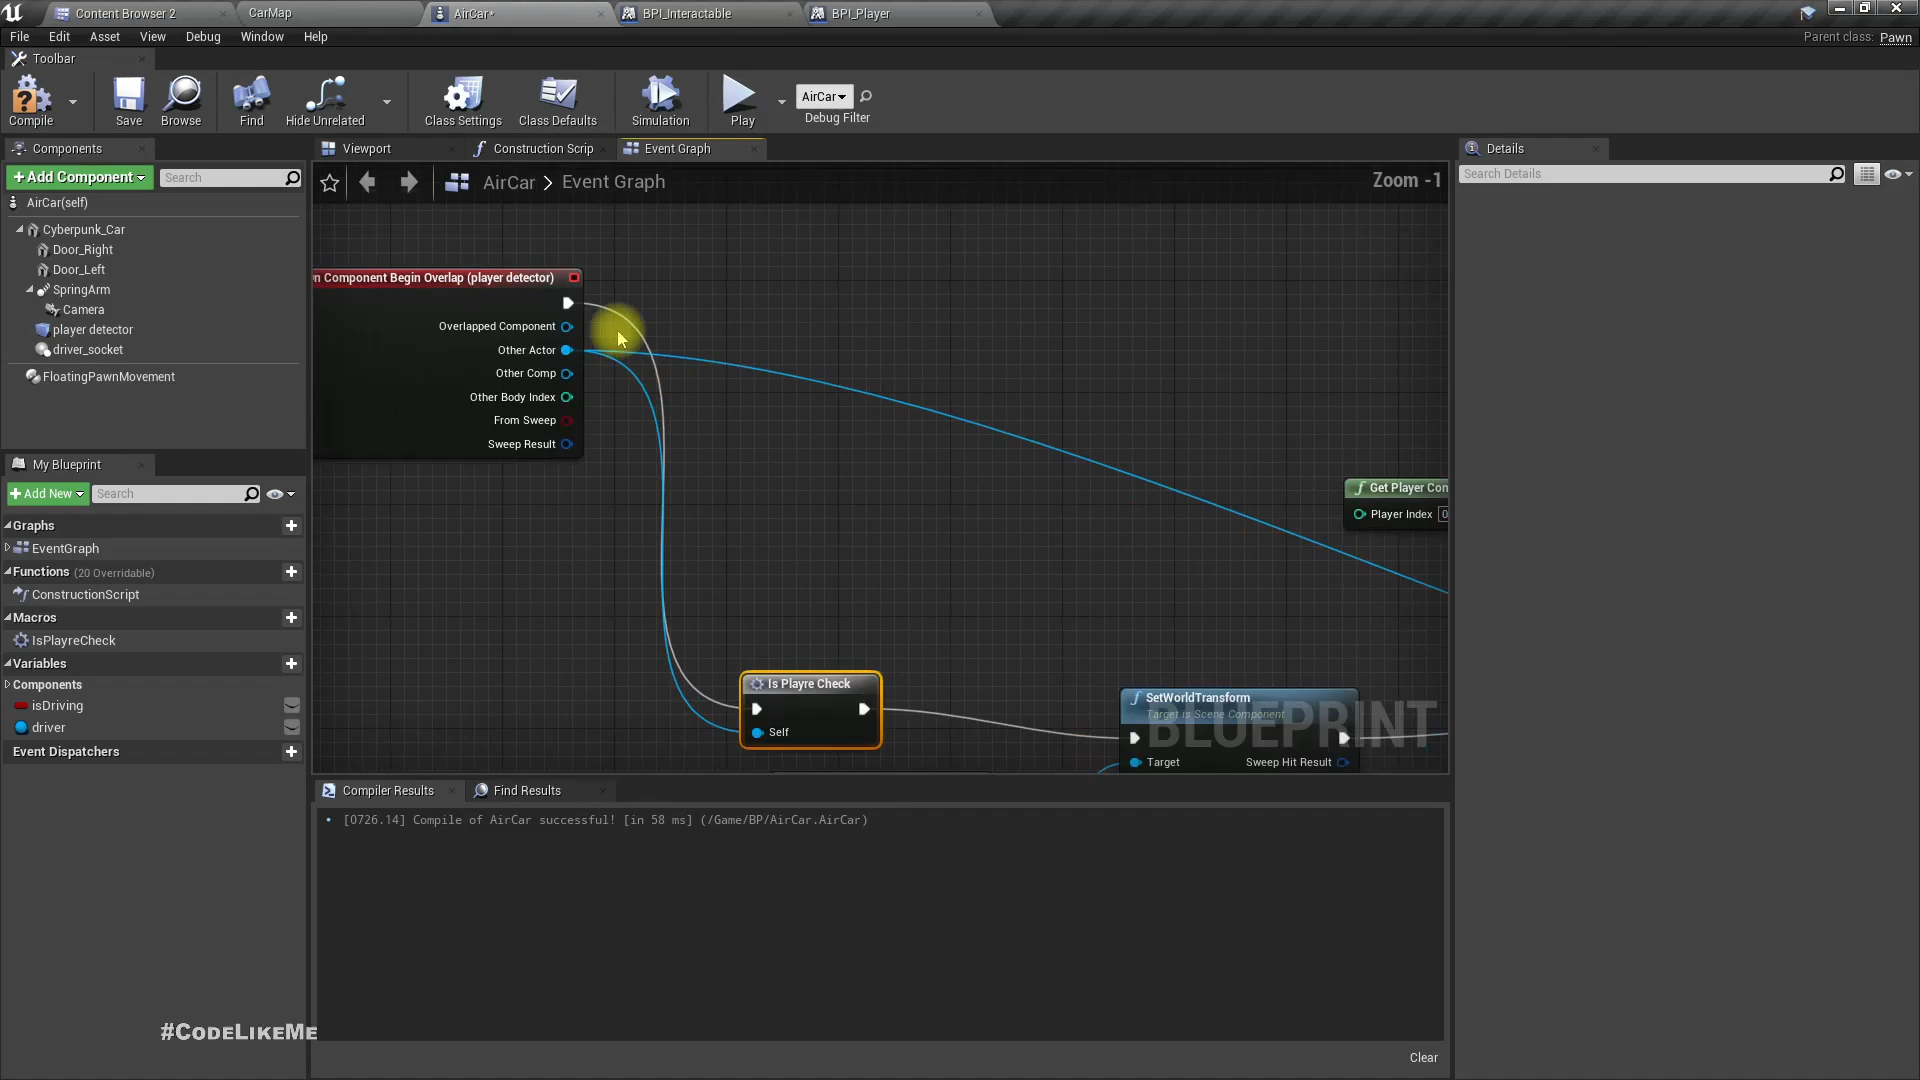 Content Browser 2
CarMap
AirCar*
BPI_Interactable
BPI_Player
File
Edit
Asset
View
Debug
Window
Help
Parent class:
Pawn
Toolbar
Compile
Save
Browse
Find
Hide Unrelated
Class Settings
Class Defaults
Simulation
Play
AirCar
Debug Filter
Components
Viewport
Construction Scrip
Event Graph
Details
+Add Component
Search
AirCar > Event Graph
Zoom -1
Search Details
AirCar(self)
Cyberpunk_Car
Door_Right
Door_Left
SpringArm
Camera
player detector
driver_socket
FloatingPawnMovement
n Component Begin Overlap (player detector)
Overlapped Component
Other Actor
Other Comp
Other Body Index
From Sweep
Sweep Result
Get Player Con
Player Index 0
My Blueprint
+Add New
Search
Graphs
EventGraph
Functions (20 Overridable)
ConstructionScript
Macros
IsPlayreCheck
Variables
Components
isDriving
driver
Event Dispatchers
Is Playre Check
Self
SetWorldTransform
Target is Scene Component
Target
Sweep Hit Result
BLUEPRINT
Compiler Results
Find Results
[0726.14] Compile of AirCar successful! [in 58 ms] (/Game/BP/AirCar.AirCar)
#CodeLikeMe
Clear